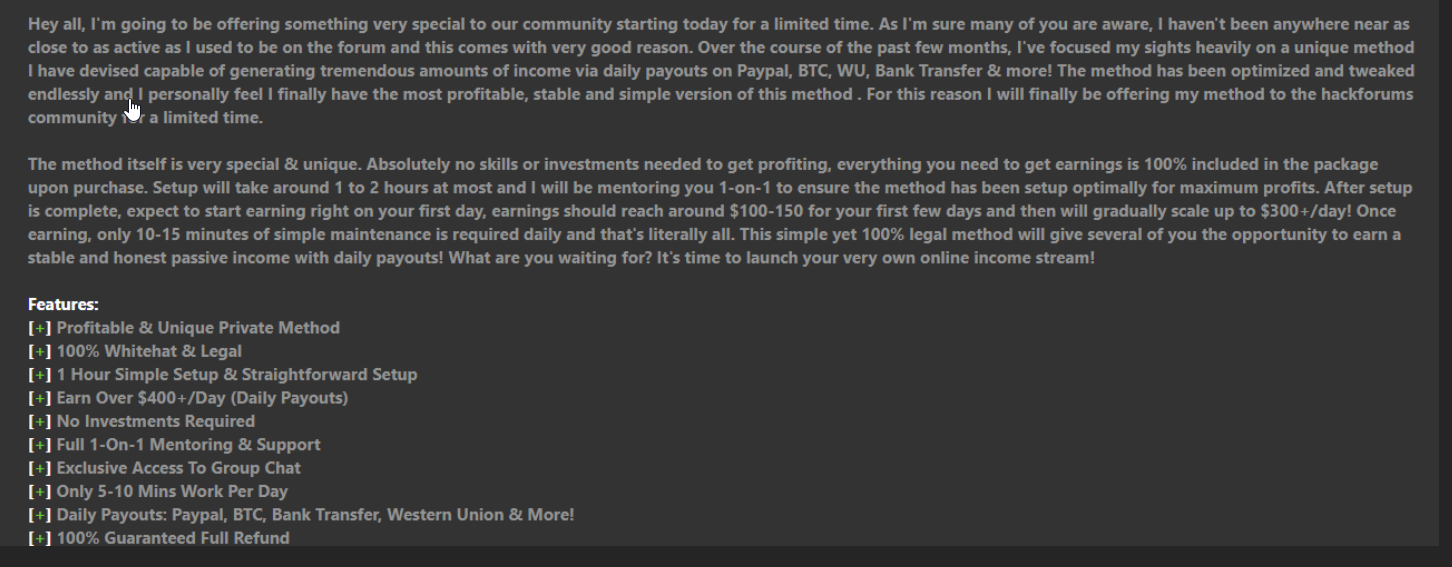 Hey all, I'm going to be offering something very special to our community starting today for a limited time. As I'm sure many of you are aware, I haven't been anywhere near as
close to as active as I used to be on the forum and this comes with very good reason. Over the course of the past few months, I've focused my sights heavily on a unique method
I have devised capable of generating tremendous amounts of income via daily payouts on Paypal, BTC, WU, Bank Transfer & more! The method has been optimized and tweaked
endlessly and I personally feel I finally have the most profitable, stable and simple version of this method . For this reason I will finally be offering my method to the hackforums
community for a limited time.
The method itself is very special & unique. Absolutely no skills or investments needed to get profiting, everything you need to get earnings is 100% included in the package
upon purchase. Setup will take around 1 to 2 hours at most and I will be mentoring you 1-on-1 to ensure the method has been setup optimally for maximum profits. After setup
is complete, expect to start earning right on your first day, earnings should reach around $100-150 for your first few days and then will gradually scale up to $300+/day! Once
earning, only 10-15 minutes of simple maintenance is required daily and that's literally all. This simple yet 100% legal method will give several of you the opportunity to earn a
stable and honest passive income with daily payouts! What are you waiting for? It's time to launch your very own online income stream!
Features:
[+] Profitable & Unique Private Method
[+] 100% Whitehat & Legal
[+] 1 Hour Simple Setup & Straightforward Setup
[+] Earn Over $400+/Day (Daily Payouts)
[+] No Investments Required
[+] Full 1-On-1 Mentoring & Support
[+] Exclusive Access To Group Chat
[+] Only 5-10 Mins Work Per Day
[+] Daily Payouts: Paypal, BTC, Bank Transfer, Western Union & More!
[+] 100% Guaranteed Full Refund